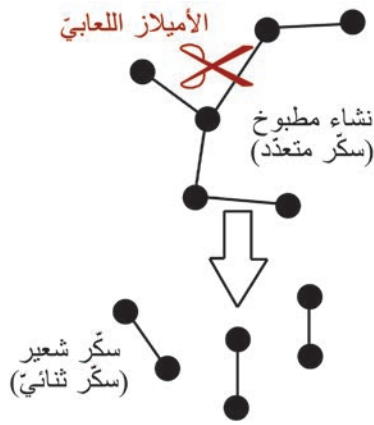 الأميلاز اللعابيّ
نشاء مطبوخ
(سكّر متعدّد)
سكّر شعير
(سكّر ثنائيّ)